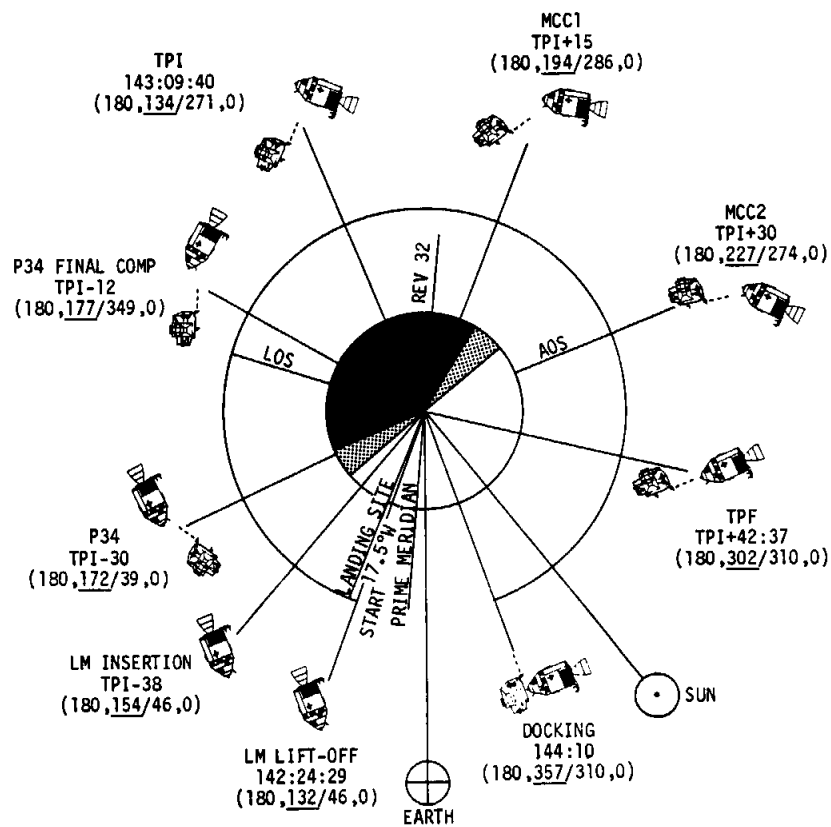 TPI
143:09:40
(180,134/271,0)
MCC1
TPI+15
(180,194/286,0)
MCC2
TPI+30
(180,227/274,0)
P34 FINAL COMP
TPI-12
(180,177/349,0)
REV 32
LOS
AOS
P34
TPI-30
(180,172/39,0)
LANDING SITE
START 17.5°W
PRIME MERIDIAN
TPF
TPI+42:37
(180,302/310,0)
LM INSERTION
TPI-38
(180,154/46,0)
SUN
LM LIFT-OFF
142:24:29
(180,132/46,0)
DOCKING
144:10
(180,357/310,0)
EARTH